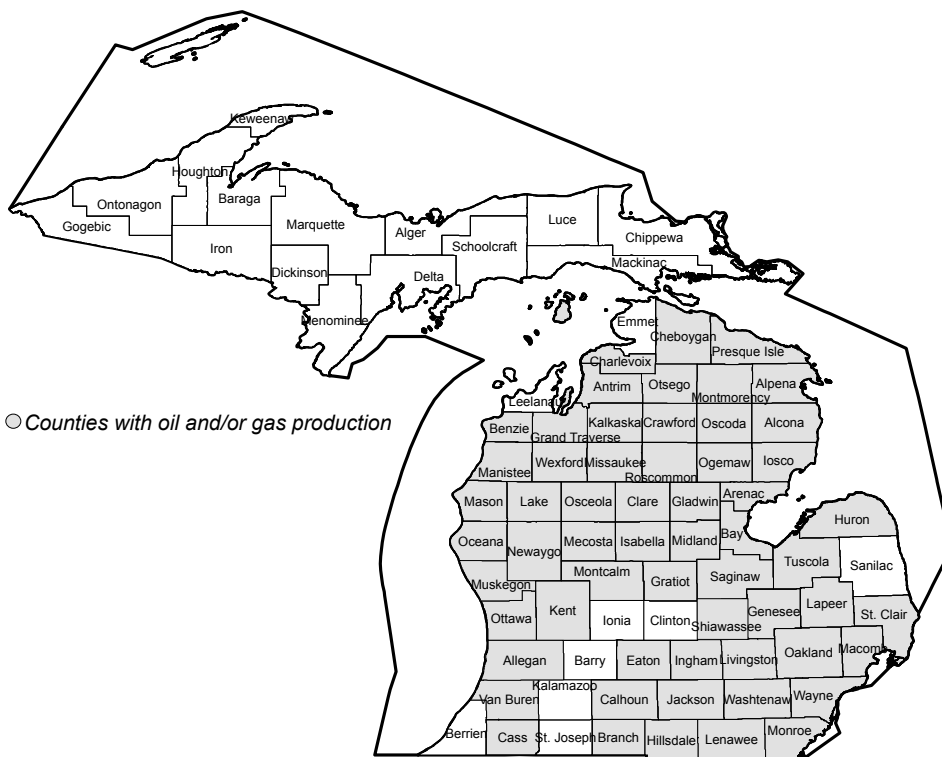 Keweenaw
Houghton
Ontonagon
Baraga
Gogebic
Marquette
Iron
Alger
Luce
Schoolcraft
Chippewa
Mackinac
Dickinson
Delta
Menominee
Emmet
Cheboygan
Presque Isle
Charlevoix
Antrim
Otsego
Montmorency
Alpena
Leelanau
Counties with oil and/or gas production
Benzie
Grand Traverse
Kalkaska
Crawford
Oscoda
Alcona
Manistee
Wexford
Missaukee
Roscommon
Ogemaw
Iosco
Mason
Lake
Osceola
Clare
Gladwin
Arenac
Huron
Oceana
Newaygo
Mecosta
Isabella
Midland
Bay
Tuscola
Sanilac
Muskegon
Montcalm
Gratiot
Saginaw
Ottawa
Kent
Ionia
Clinton
Shiawassee
Genesee
Lapeer
St. Clair
Allegan
Barry
Eaton
Ingham
Livingston
Oakland
Macomb
Van Buren
Kalamazoo
Calhoun
Jackson
Washtenaw
Wayne
Berrien
Cass
St. Joseph
Branch
Hillsdale
Lenawee
Monroe